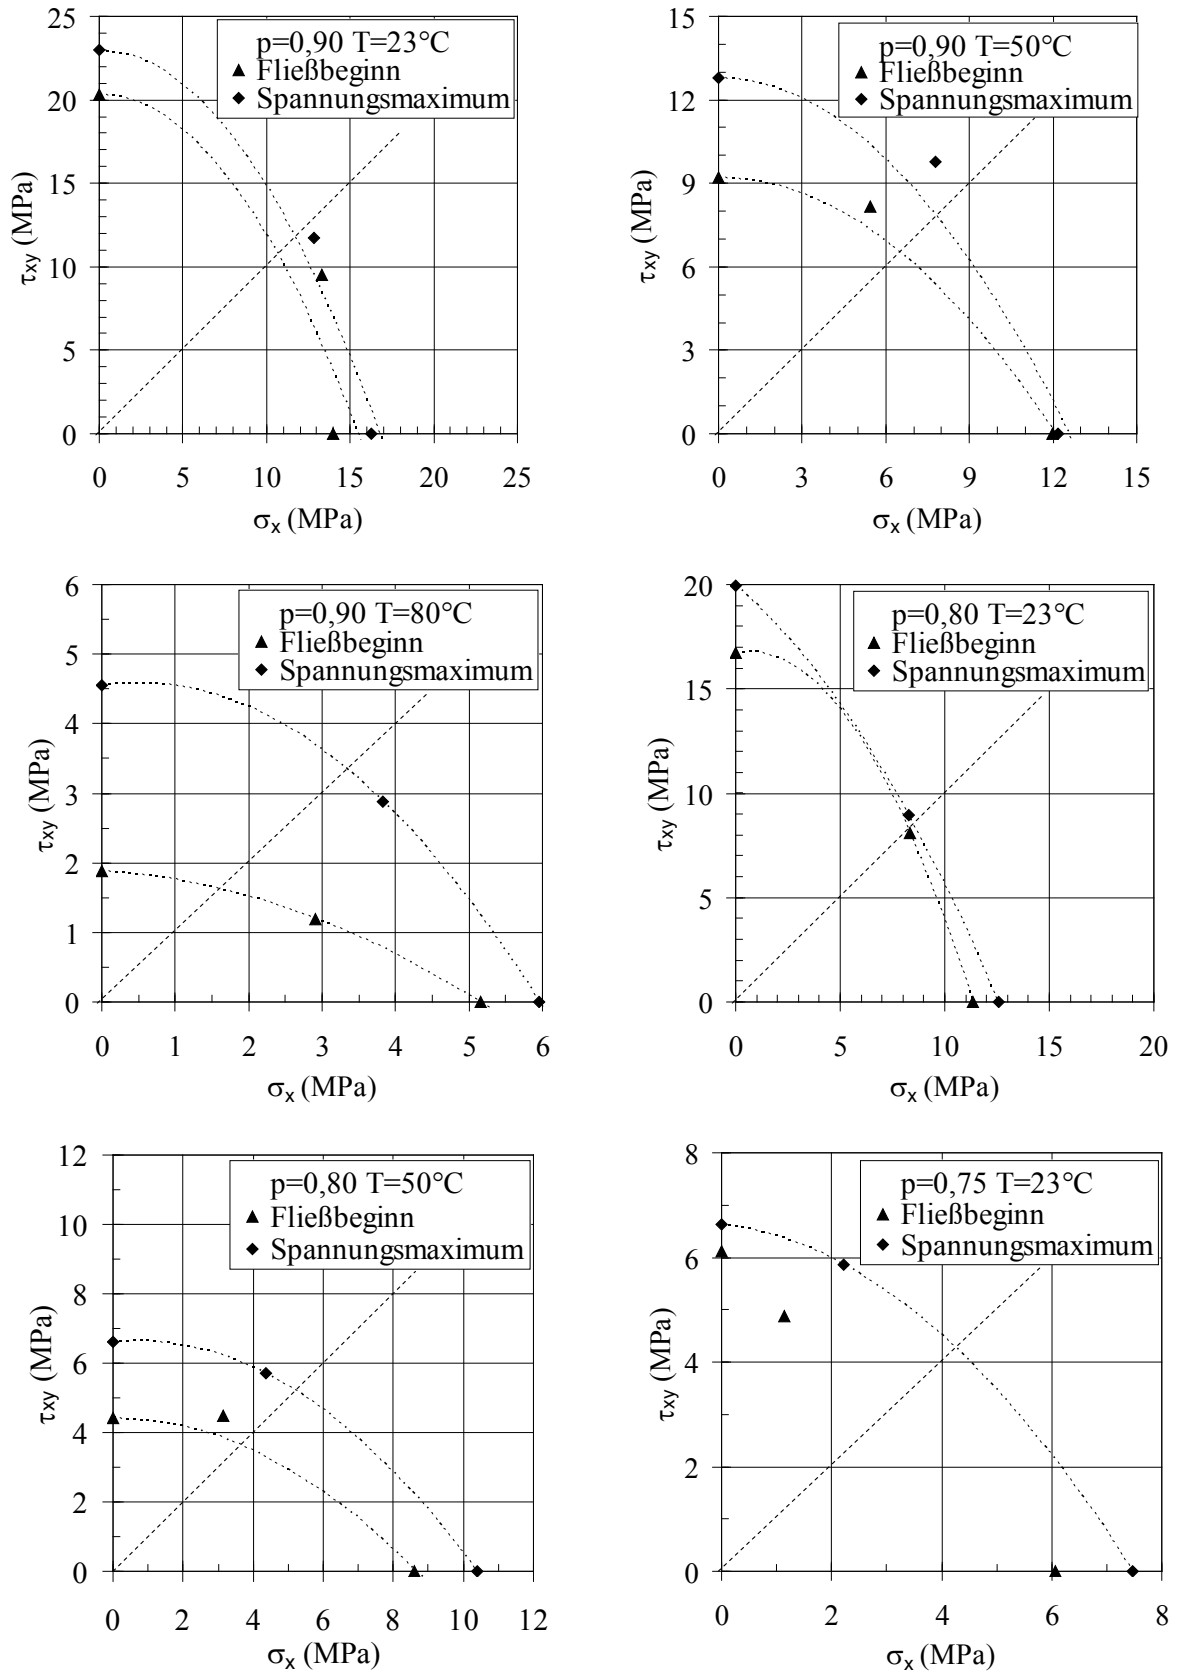 25
20
15
10
5
0
τxy (MPa)
p=0,90 T=23°C
Fließbeginn
Spannungsmaximum
0 5 10 15 20 25
σx (MPa)
15
12
9
6
3
0
τxy (MPa)
p=0,90 T=50°C
Fließbeginn
Spannungsmaximum
0 3 6 9 12 15
σx (MPa)
6
5
4
3
2
1
0
τxy (MPa)
p=0,90 T=80°C
Fließbeginn
Spannungsmaximum
0 1 2 3 4 5 6
σx (MPa)
20
15
10
5
0
τxy (MPa)
p=0,80 T=23°C
Fließbeginn
Spannungsmaximum
0 5 10 15 20
σx (MPa)
12
10
8
6
4
2
0
τxy (MPa)
p=0,80 T=50°C
Fließbeginn
Spannungsmaximum
0 2 4 6 8 10 12
σx (MPa)
8
6
4
2
0
τxy (MPa)
p=0,75 T=23°C
Fließbeginn
Spannungsmaximum
0 2 4 6 8
σx (MPa)